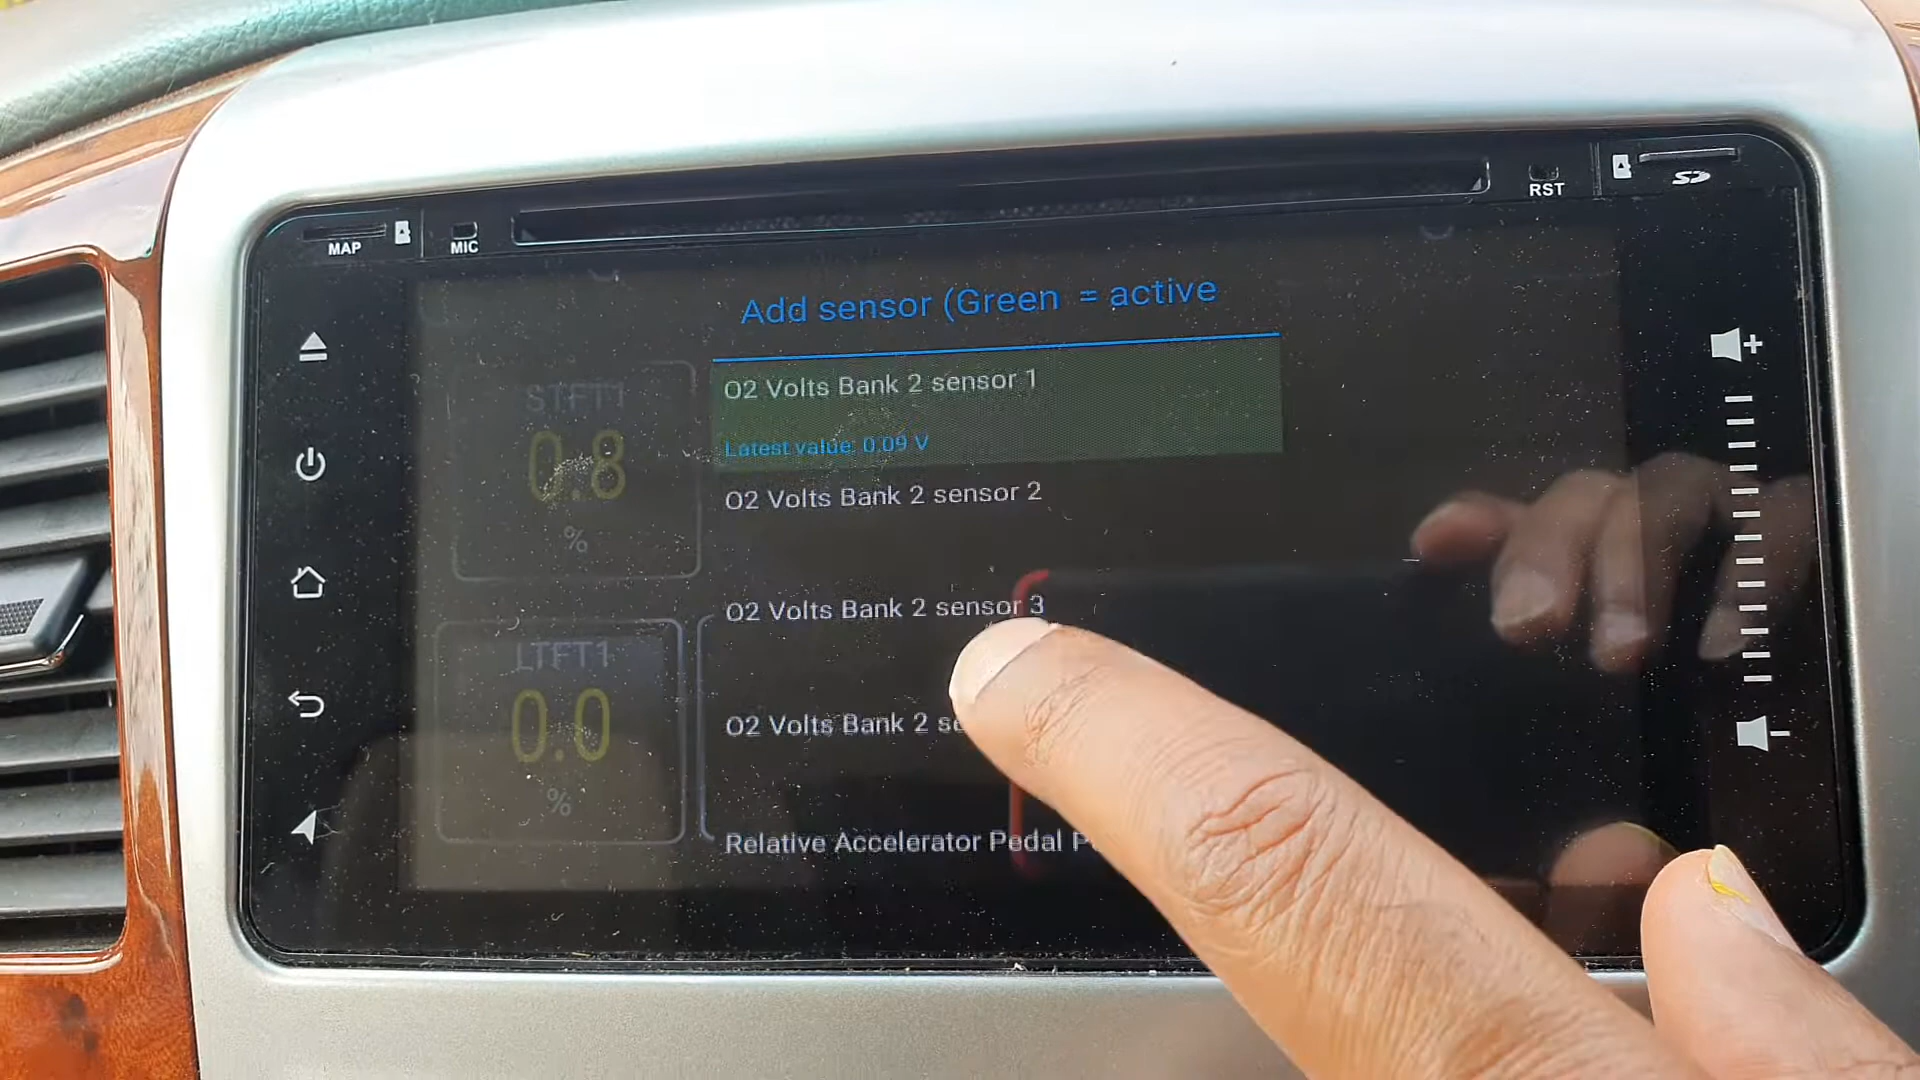 MAP
MIC
RST
SD
Add sensor (Green = active
O2 Volts Bank 2 sensor 1
Latest value: 0.09 V
O2 Volts Bank 2 sensor 2
O2 Volts Bank 2 sensor 3
O2 Volts Bank 2
Relative Accelerator Pedal
STFT1
0.8
%
LTFT1
0.0
%